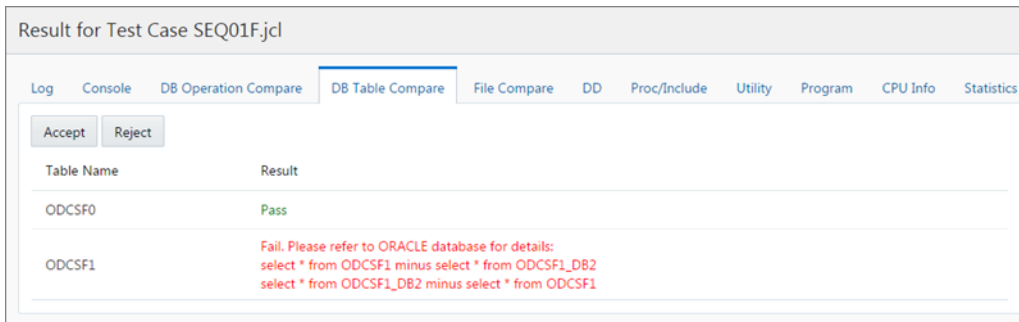 Result for Test Case SEQ01F.jcl
Log Console DB Operation Compare DB Table Compare File Compare DD Proc/Include Utility Program CPU Info Statistics
Accept Reject
Table Name Result
ODCSF0 Pass
Fail. Please refer to ORACLE database for details:
ODCSF1 select * from ODCSF1 minus select * from ODCSF1_DB2
select * from ODCSF1_DB2 minus select * from ODCSF1